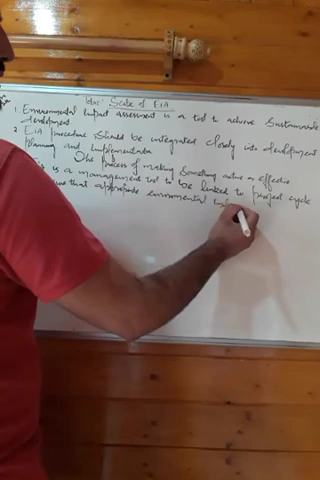 Scope of EIA
1. Environmental Impact assessment is a tool to achieve Sustainable
development
2 EIA procedure should be integrated closely into development
planning and implementation
The process of making Something active or effective
is a management tool to be linked to project cycle
that appropriate environmental